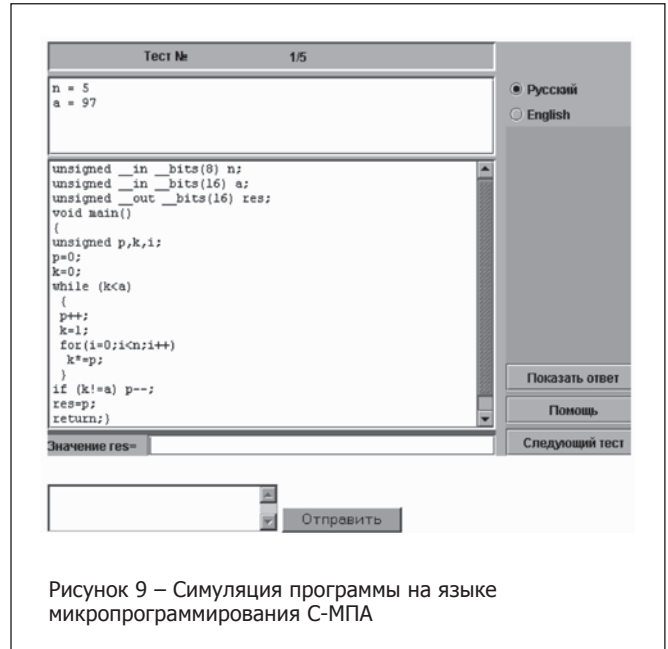 Тест № 1/5
n = 5
a = 97
Русский
English
unsigned __in __bits(8) n;
unsigned __in __bits(16) a;
unsigned __out __bits(16) res;
void main()
{
unsigned p,k,i;
p=0;
k=0;
while (k<a)
{
p++;
k=1;
for(i=0;i<n;i++)
k*=p;
}
if (k!=a) p--;
res=p;
return;}
Показать ответ
Помощь
Значение res=
Следующий тест
Отправить
Рисунок 9 – Симуляция программы на языке
микропрограммирования С-МПА